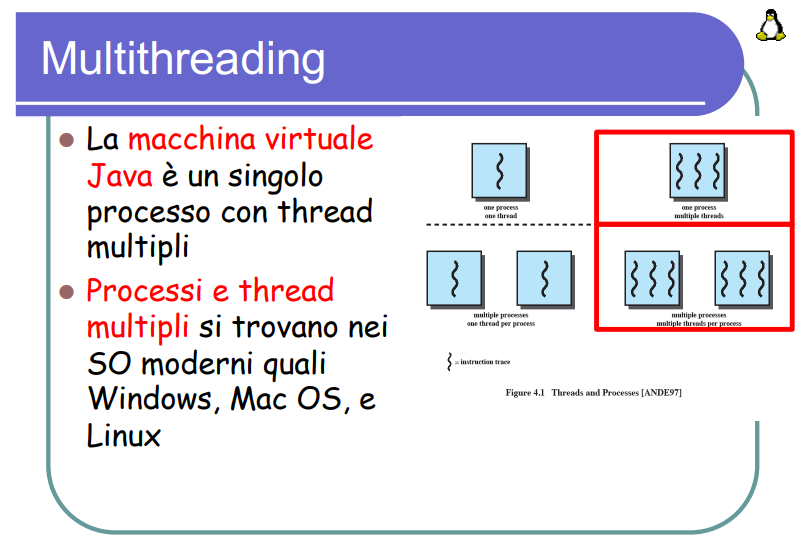 Multithreading
La macchina virtuale
Java è un singolo
processo con thread
multipli
Processi e thread
multipli si trovano nei
SO moderni quali
Windows, Mac OS, e
Linux
one process
one thread
one process
multiple threads
multiple processes
one thread per process
multiple processes
multiple threads per process
= instruction trace
Figure 4.1 Threads and Processes [ANDE97]